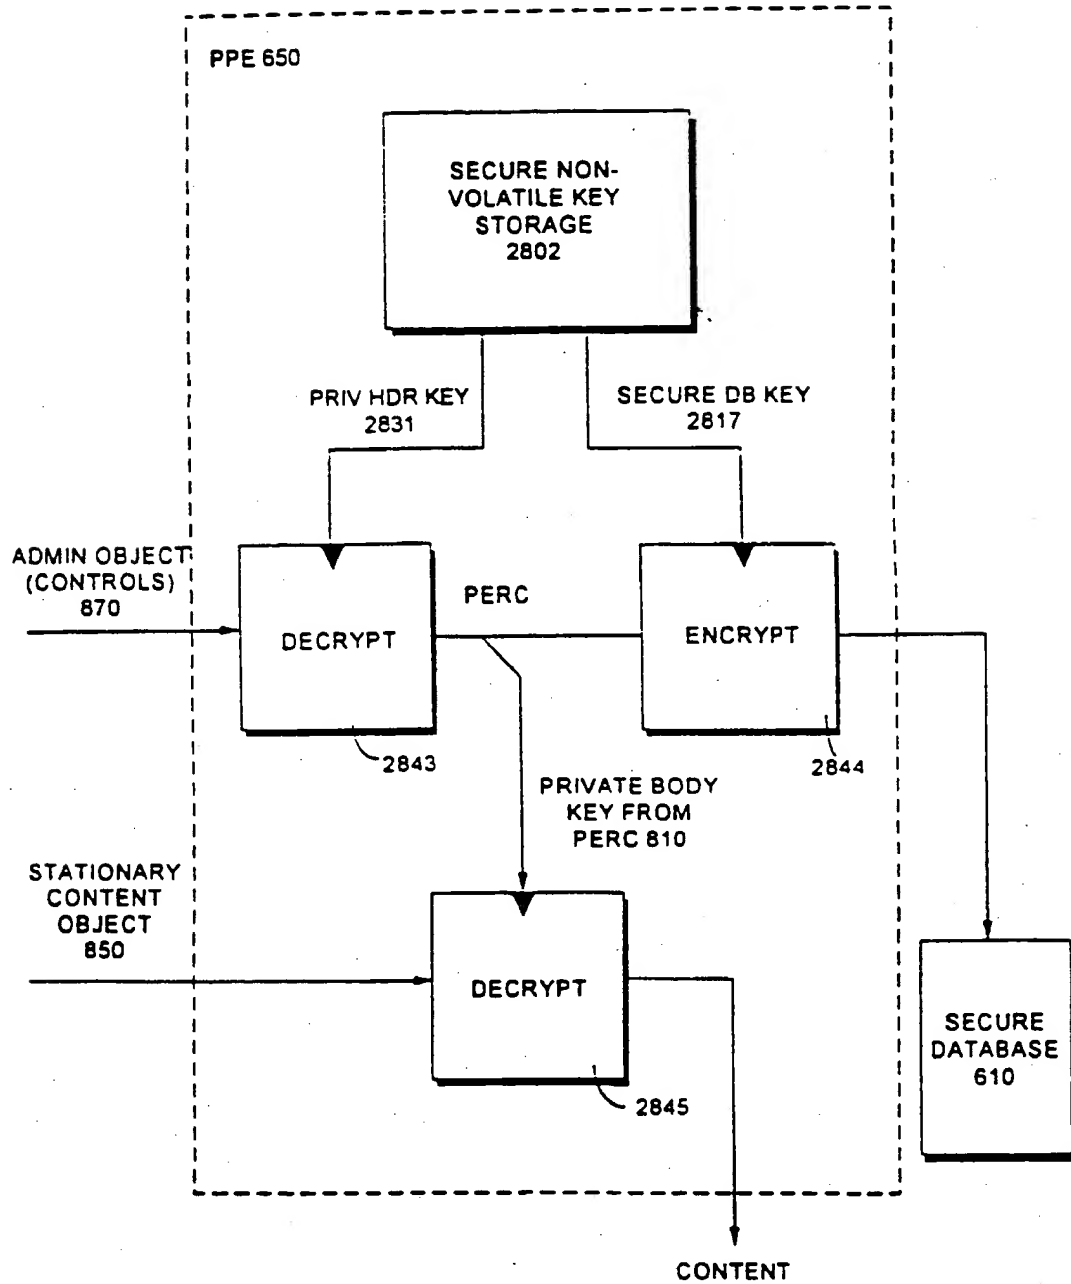 PPE 650
SECURE NON-
VOLATILE KEY
STORAGE
2802
PRIV HDR KEY
2831
SECURE DB KEY
2817
ADMIN OBJECT
(CONTROLS)
870
DECRYPT
PERC
ENCRYPT
2843
2844
PRIVATE BODY
KEY FROM
PERC 810
STATIONARY
CONTENT
OBJECT
850
DECRYPT
2845
SECURE
DATABASE
610
CONTENT